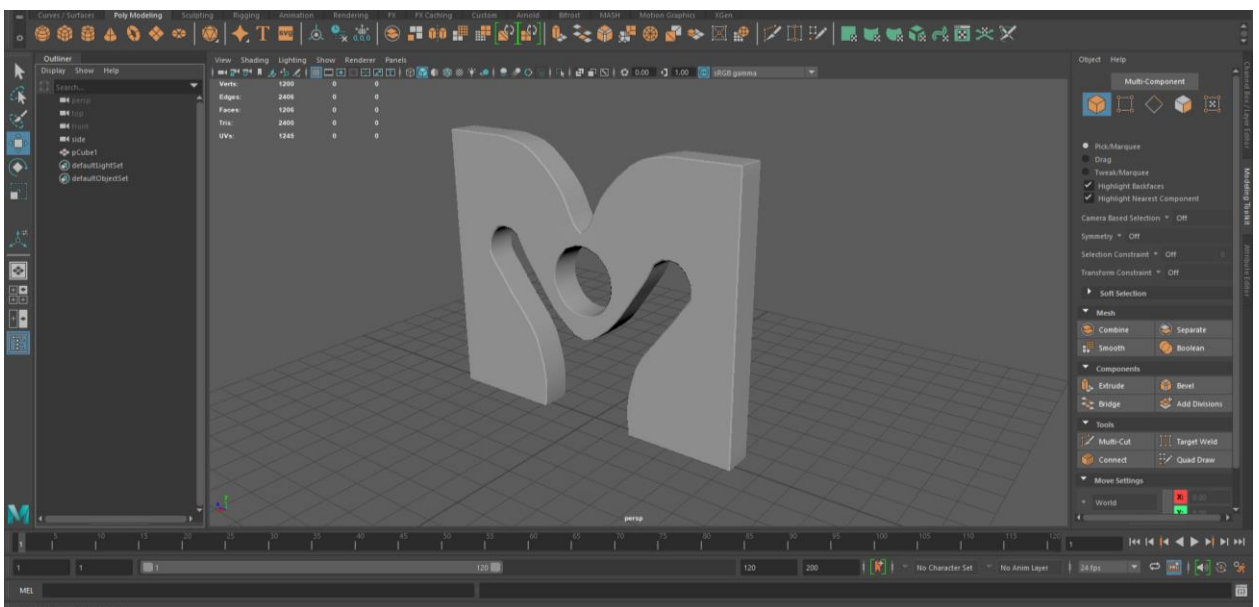 Curves / Surfaces Poly Modeling Sculpting Rigging Animation Rendering FX FX Caching Custom Arnold Bifrost MASH Motion Graphics XGen
T SVG
Outliner
Display Show Help
Search...
persp
top
front
side
pCube1
defaultLightSet
defaultObjectSet
View Shading Lighting Show Renderer Panels
0.00 1.00 sRGB gamma
Verts: 1200 0 0
Edges: 2406 0 0
Faces: 1206 0 0
Tris: 2400 0 0
UVs: 1245 0 0
persp
Object Help
Multi-Component
Pick/Marquee
Drag
Tweak/Marquee
Highlight Backfaces
Highlight Nearest Component
Camera Based Selection Off
Symmetry Off
Selection Constraint Off
Transform Constraint Off
Soft Selection
Mesh
Combine Separate
Smooth Boolean
Components
Extrude Bevel
Bridge Add Divisions
Tools
Multi-Cut Target Weld
Connect Quad Draw
Move Settings
World X: 0.00
Channel Box / Layer Editor
Modeling Toolkit
Attribute Editor
M
1 5 10 15 20 25 30 35 40 45 50 55 60 65 70 75 80 85 90 95 100 105 110 115 120 1
1 1 1 120 120 200 No Character Set No Anim Layer 24 fps
MEL